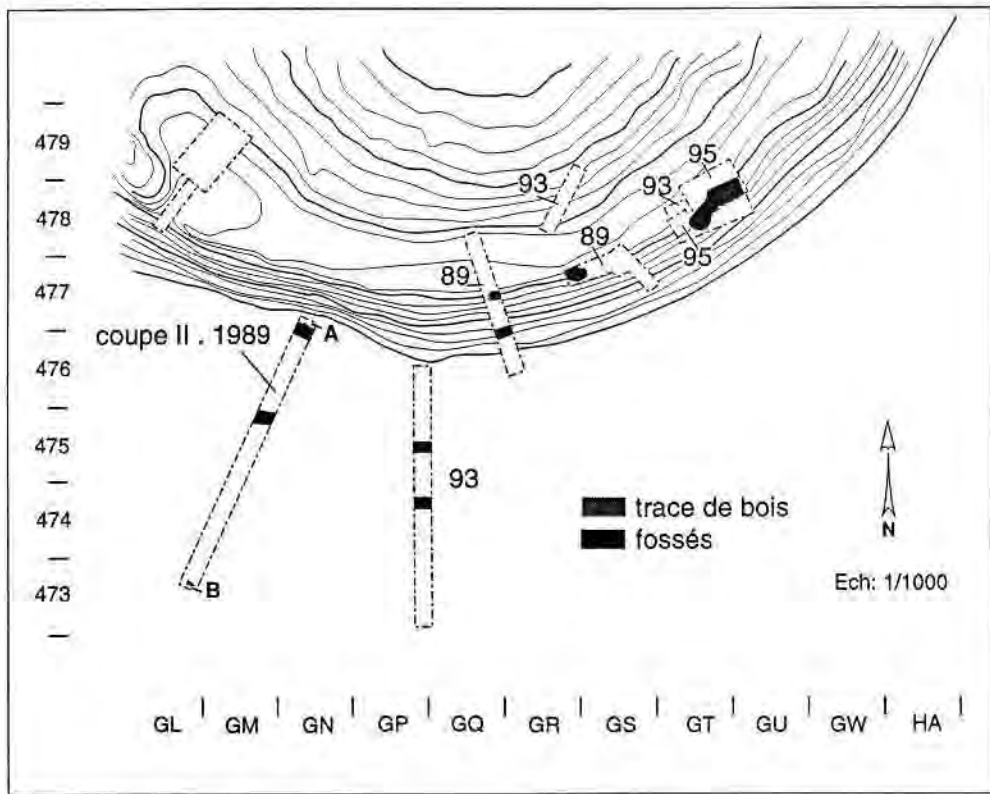 479
478
477
476
475
474
473
95
93
93
95
89
89
coupe II . 1989
A
B
93
trace de bois
fossés
N
Ech: 1/1000
GL
GM
GN
GP
GQ
GR
GS
GT
GU
GW
HA